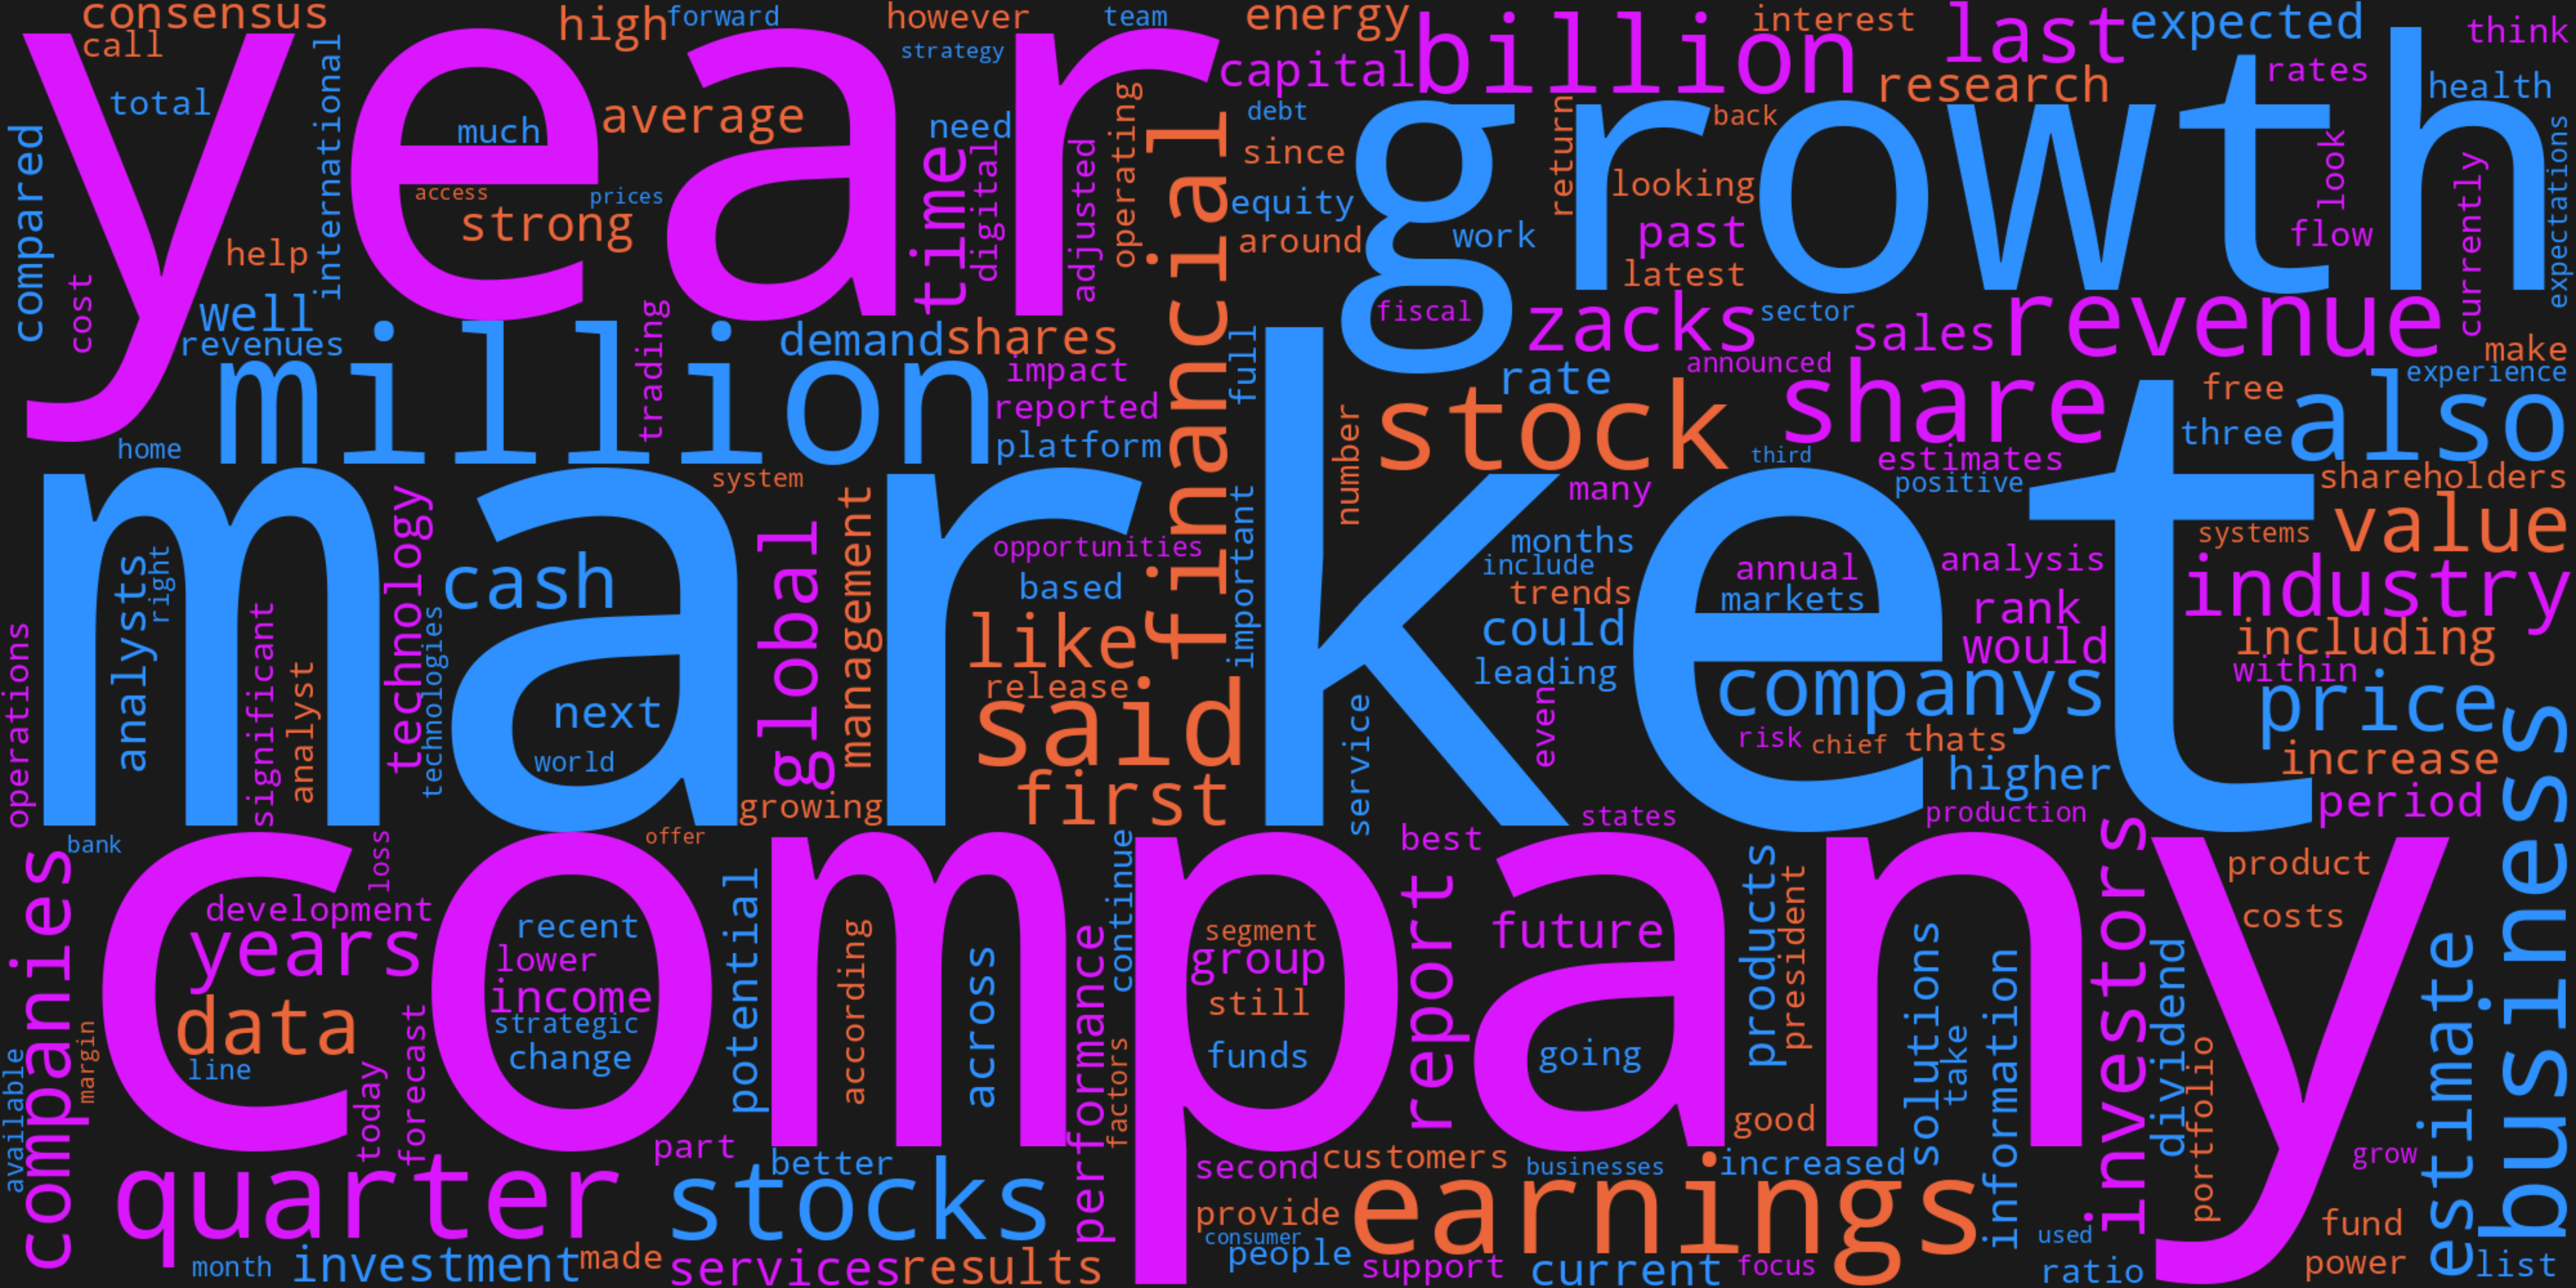 consensus
high
forward
however
team
energy
billion
interest
last
expected
think
call
year
strategy
capital
research
rates
health
total
international
average
much
need
operating
debt
back
growth
compared
access
prices
strong
time
digital
adjusted
financial
since
equity
return
looking
look
currently
expectations
help
around
work
past
flow
cost
latest
well
revenues
million
trading
demand
shares
full
fiscal
zacks
sector
sales
revenue
make
impact
rate
announced
experience
reported
stock
share
free
also
home
platform
number
third
estimates
three
positive
shareholders
market
system
technology
many
value
analysts
right
cash
global
management
opportunities
important
months
include
annual
analysis
systems
based
trends
markets
industry
operations
significant
analyst
technologies
like
could
rank
including
next
release
leading
would
within
world
said
service
even
companys
price
risk
chief
thats
increase
growing
first
higher
period
states
production
business
bank
offer
continue
best
company
companies
loss
development
years
recent
lower
income
potential
according
across
performance
segment
group
report
future
products
president
investors
product
costs
data
strategic
change
still
funds
going
solutions
take
information
dividend
estimate
margin
line
today
forecast
factors
good
portfolio
available
part
quarter
better
stocks
second
customers
businesses
increased
grow
provide
earnings
fund
month
investment
made
services
results
consumer
people
support
current
focus
used
ratio
power
list